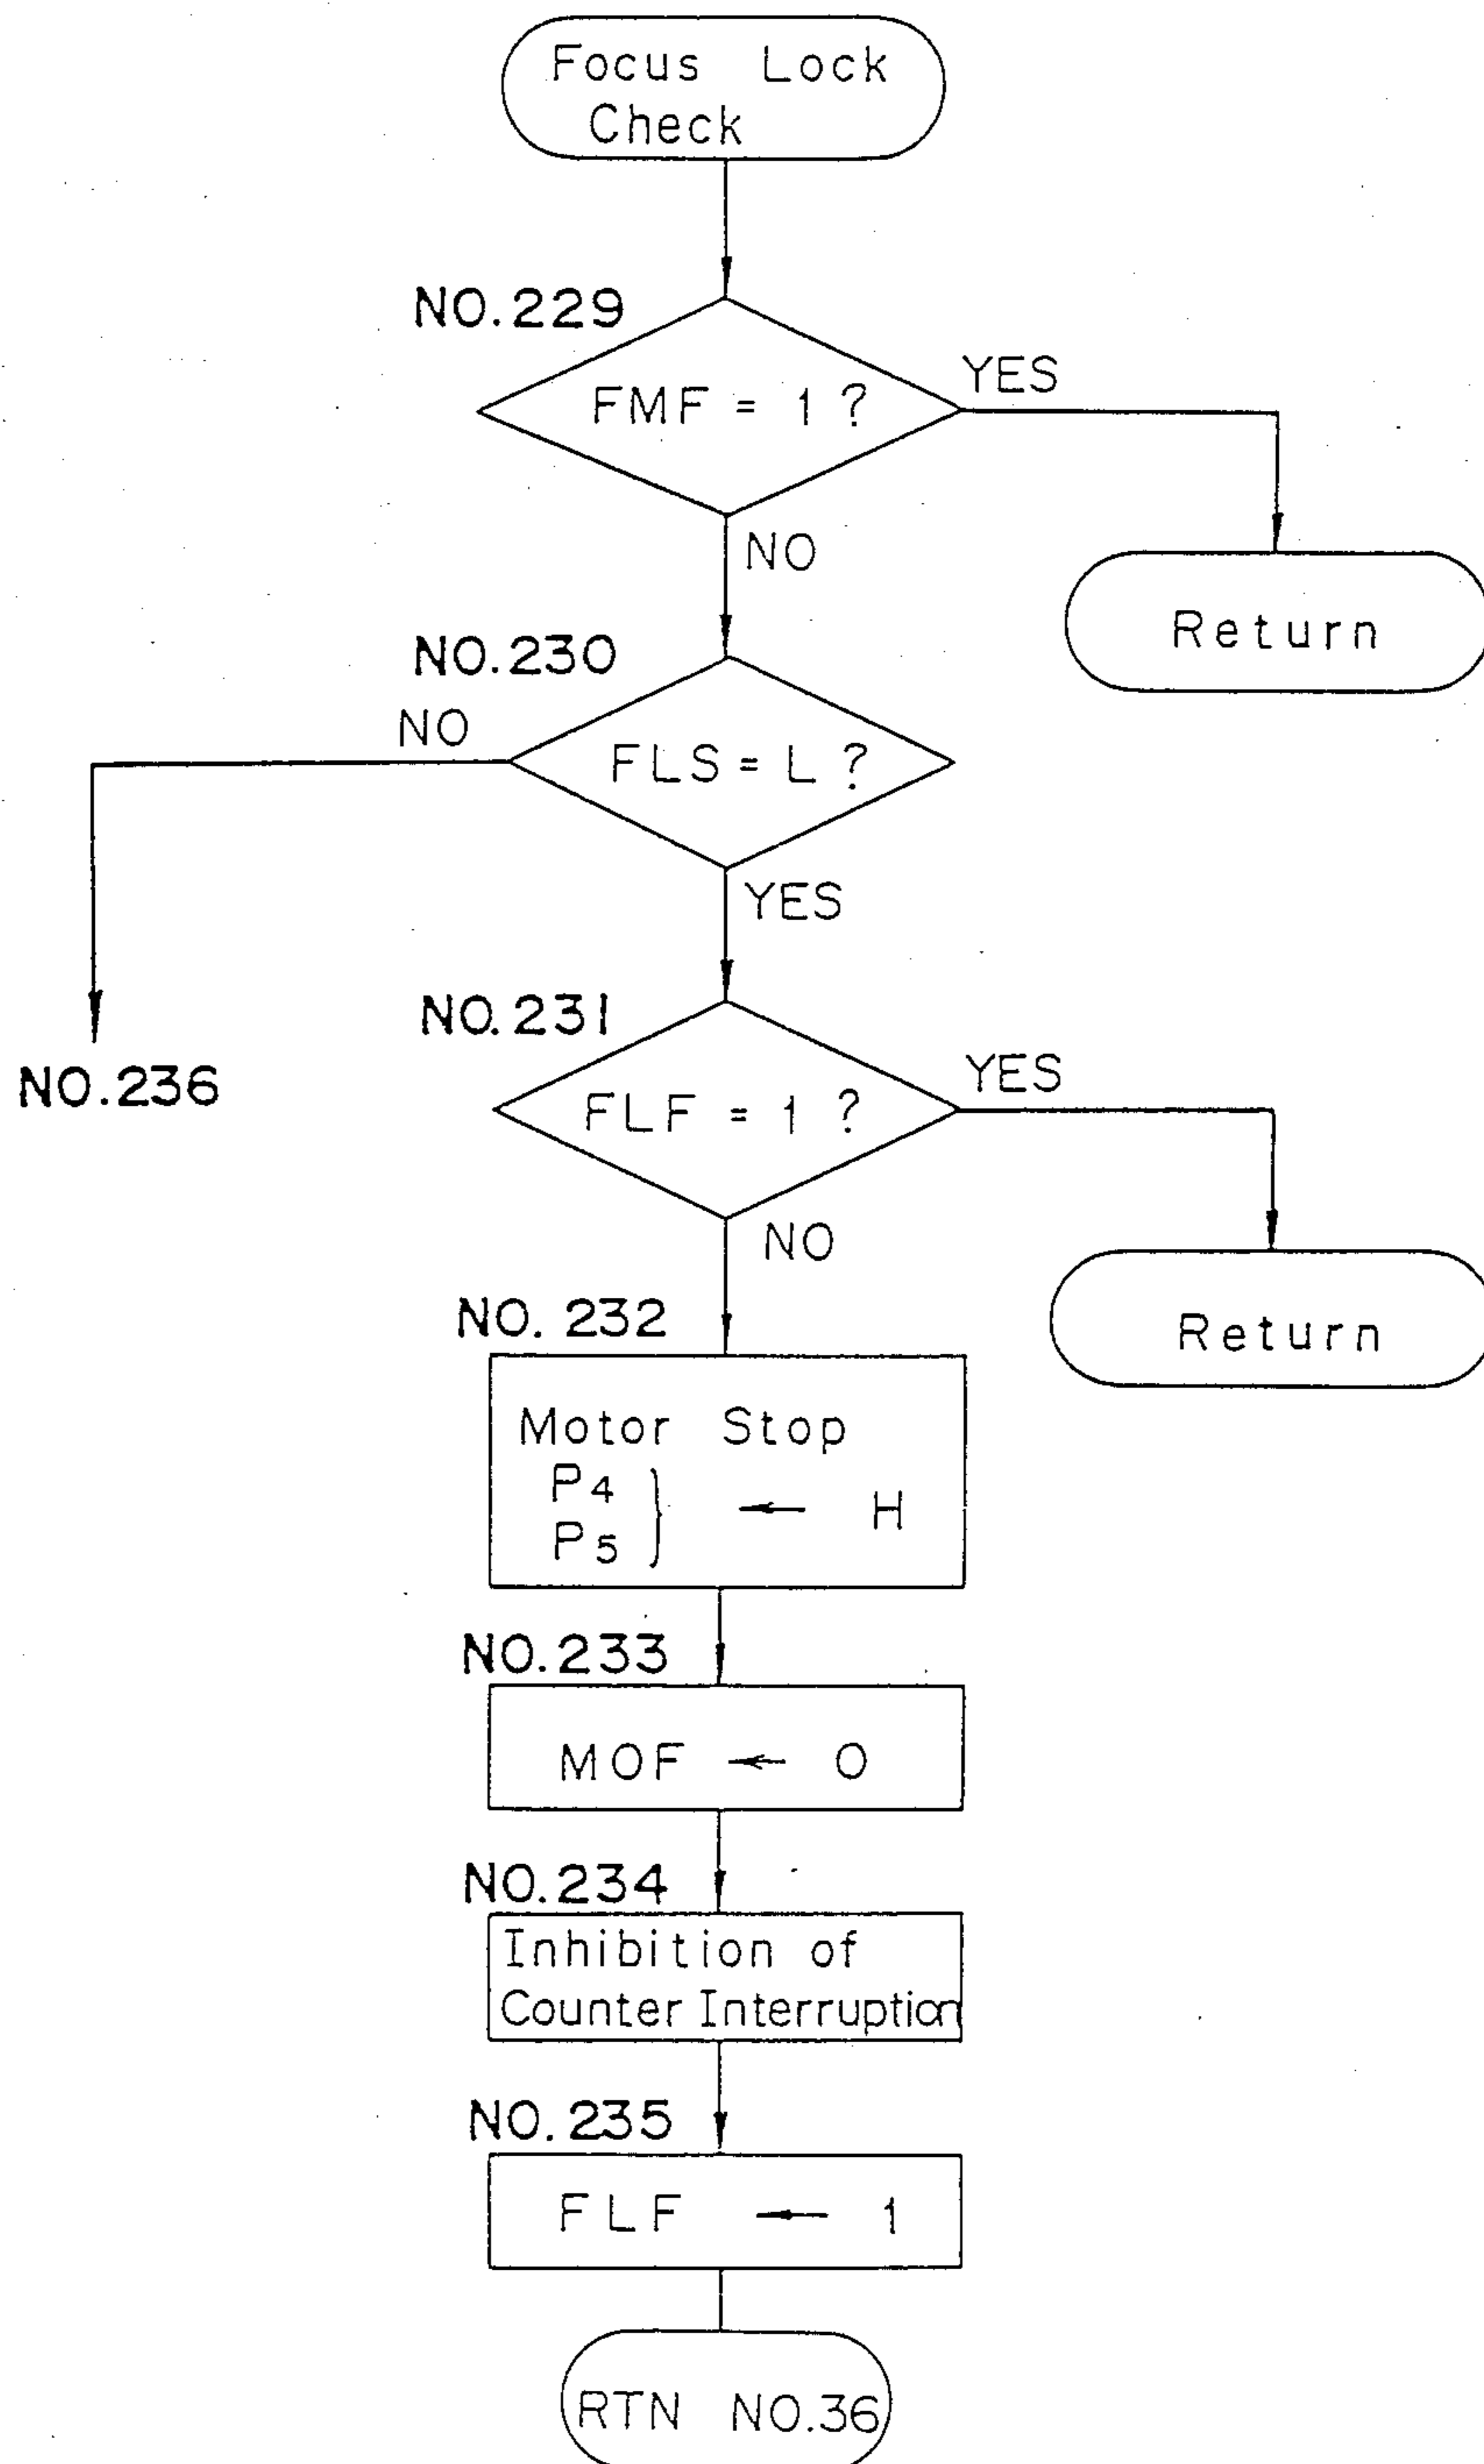 Focus Lock
Check
NO.229
FMF = 1 ?
YES
NO
Return
NO.230
NO
FLS = L ?
YES
NO.236
NO.231
FLF = 1 ?
YES
NO
Return
NO. 232
Motor Stop
P4
P5 } ← H
NO.233
MOF ← 0
NO.234
Inhibition of
Counter Interruption
NO. 235
FLF ← 1
RTN NO.36